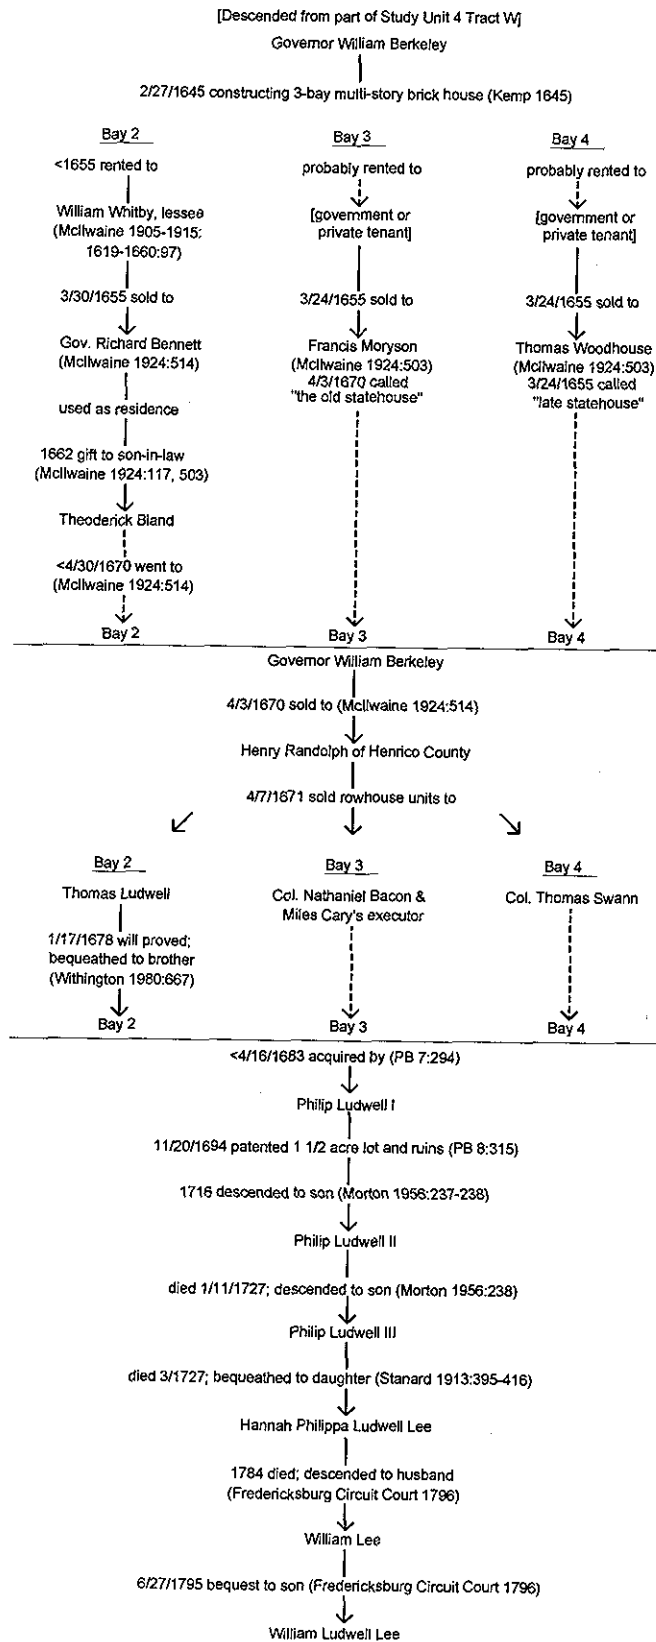 [Descended from part of Study Unit 4 Tract W]
Governor William Berkeley
2/27/1645 constructing 3-bay multi-story brick house (Kemp 1645)
Bay 2
<1655 rented to
William Whitby, lessee
(McIlwaine 1905-1915:
1619-1660:97)
3/30/1655 sold to
Gov. Richard Bennett
(McIlwaine 1924:514)
used as residence
1662 gift to son-in-law
(McIlwaine 1924:117, 503)
Theoderick Bland
<4/30/1670 went to
(McIlwaine 1924:514)
Bay 2
Bay 3
probably rented to
[government or
private tenant]
3/24/1655 sold to
Francis Moryson
(McIlwaine 1924:503)
4/3/1670 called
"the old statehouse"
Bay 3
Bay 4
probably rented to
[government or
private tenant]
3/24/1655 sold to
Thomas Woodhouse
(McIlwaine 1924:503)
3/24/1655 called
"late statehouse"
Bay 4
Governor William Berkeley
4/3/1670 sold to (McIlwaine 1924:514)
Henry Randolph of Henrico County
4/7/1671 sold rowhouse units to
Bay 2
Thomas Ludwell
1/17/1678 will proved;
bequeathed to brother
(Withington 1980:667)
Bay 2
Bay 3
Col. Nathaniel Bacon &
Miles Cary's executor
Bay 3
Bay 4
Col. Thomas Swann
Bay 4
<4/16/1683 acquired by (PB 7:294)
Philip Ludwell I
11/20/1694 patented 1 1/2 acre lot and ruins (PB 8:315)
1716 descended to son (Morton 1956:237-238)
Philip Ludwell II
died 1/11/1727; descended to son (Morton 1956:238)
Philip Ludwell III
died 3/1727; bequeathed to daughter (Stanard 1913:395-416)
Hannah Philippa Ludwell Lee
1784 died; descended to husband
(Fredericksburg Circuit Court 1796)
William Lee
6/27/1795 bequest to son (Fredericksburg Circuit Court 1796)
William Ludwell Lee